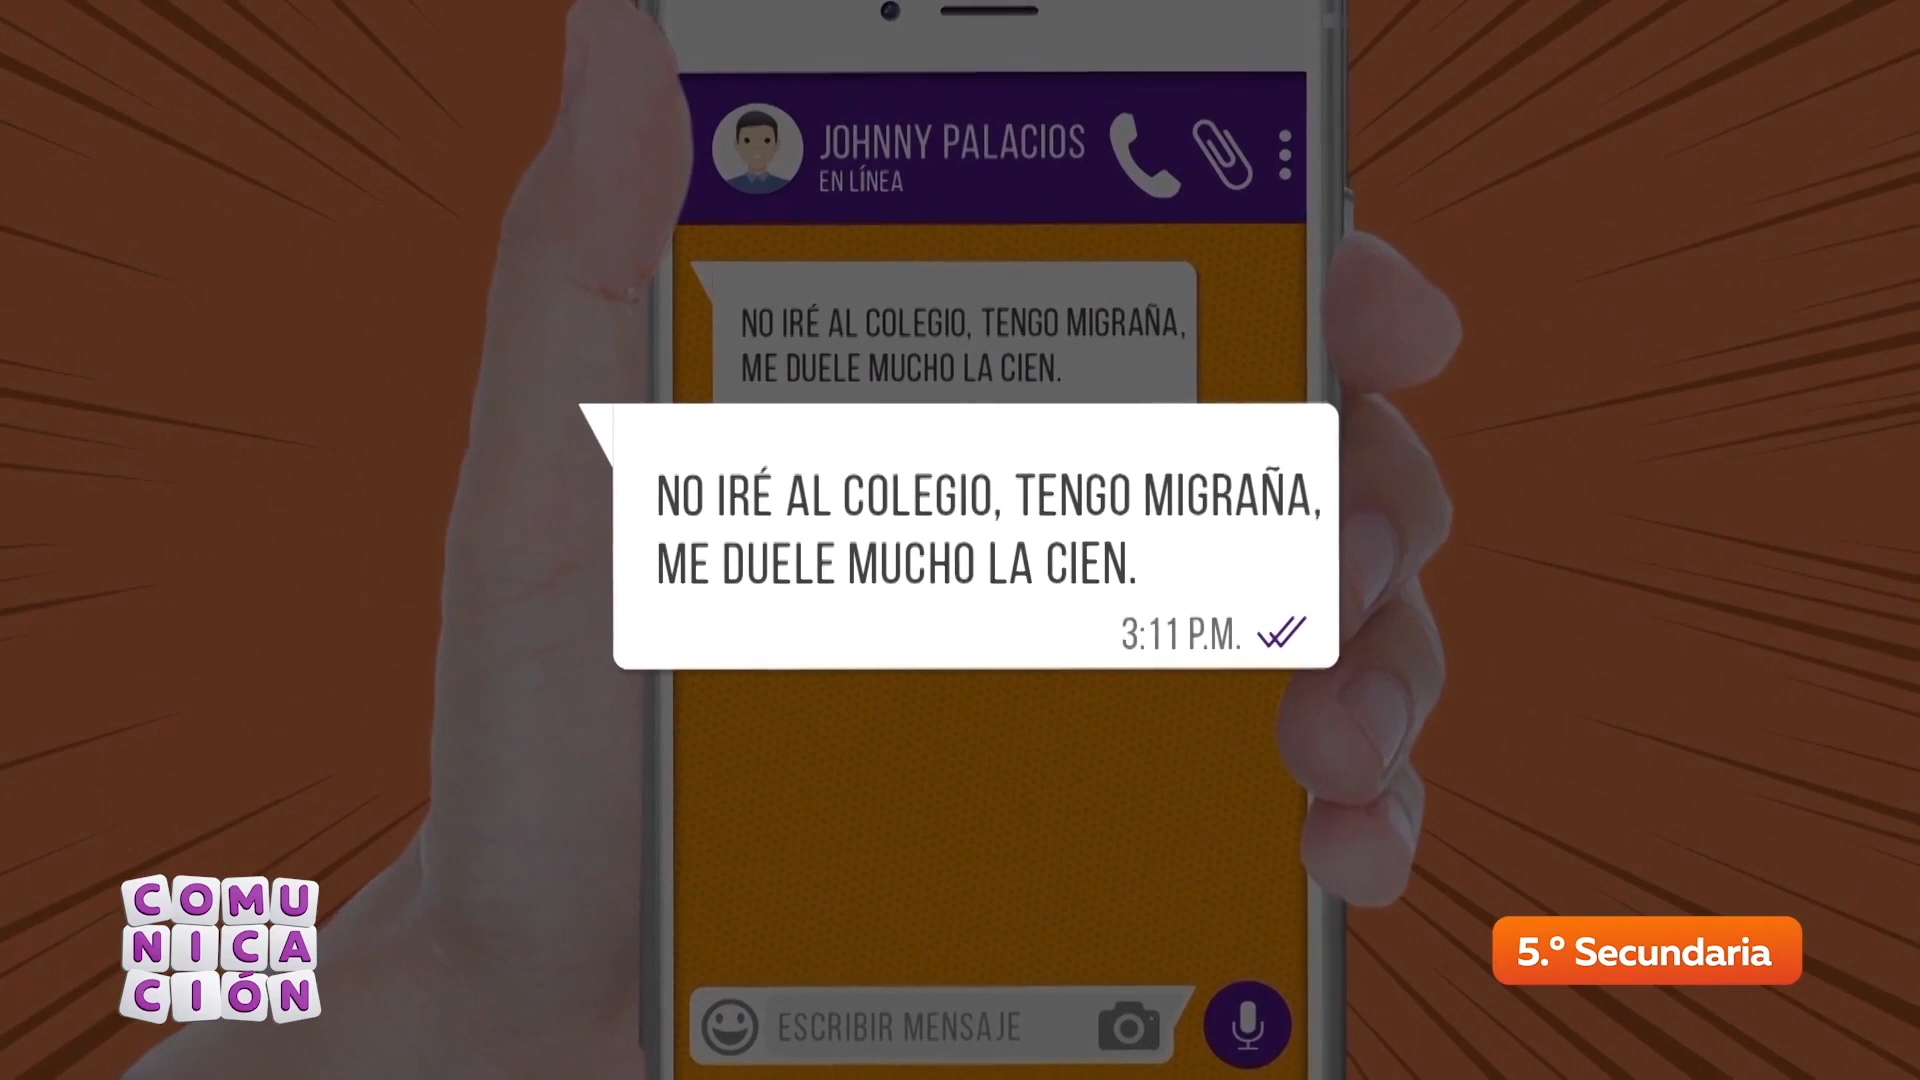 JOHNNY PALACIOS
EN LÍNEA
NO IRÉ AL COLEGIO, TENGO MIGRAÑA,
ME DUELE MUCHO LA CIEN.
NO IRÉ AL COLEGIO, TENGO MIGRAÑA,
ME DUELE MUCHO LA CIEN.
3:11 P.M.
COMU
NICA
CIÓN
5.º Secundaria
ESCRIBIR MENSAJE